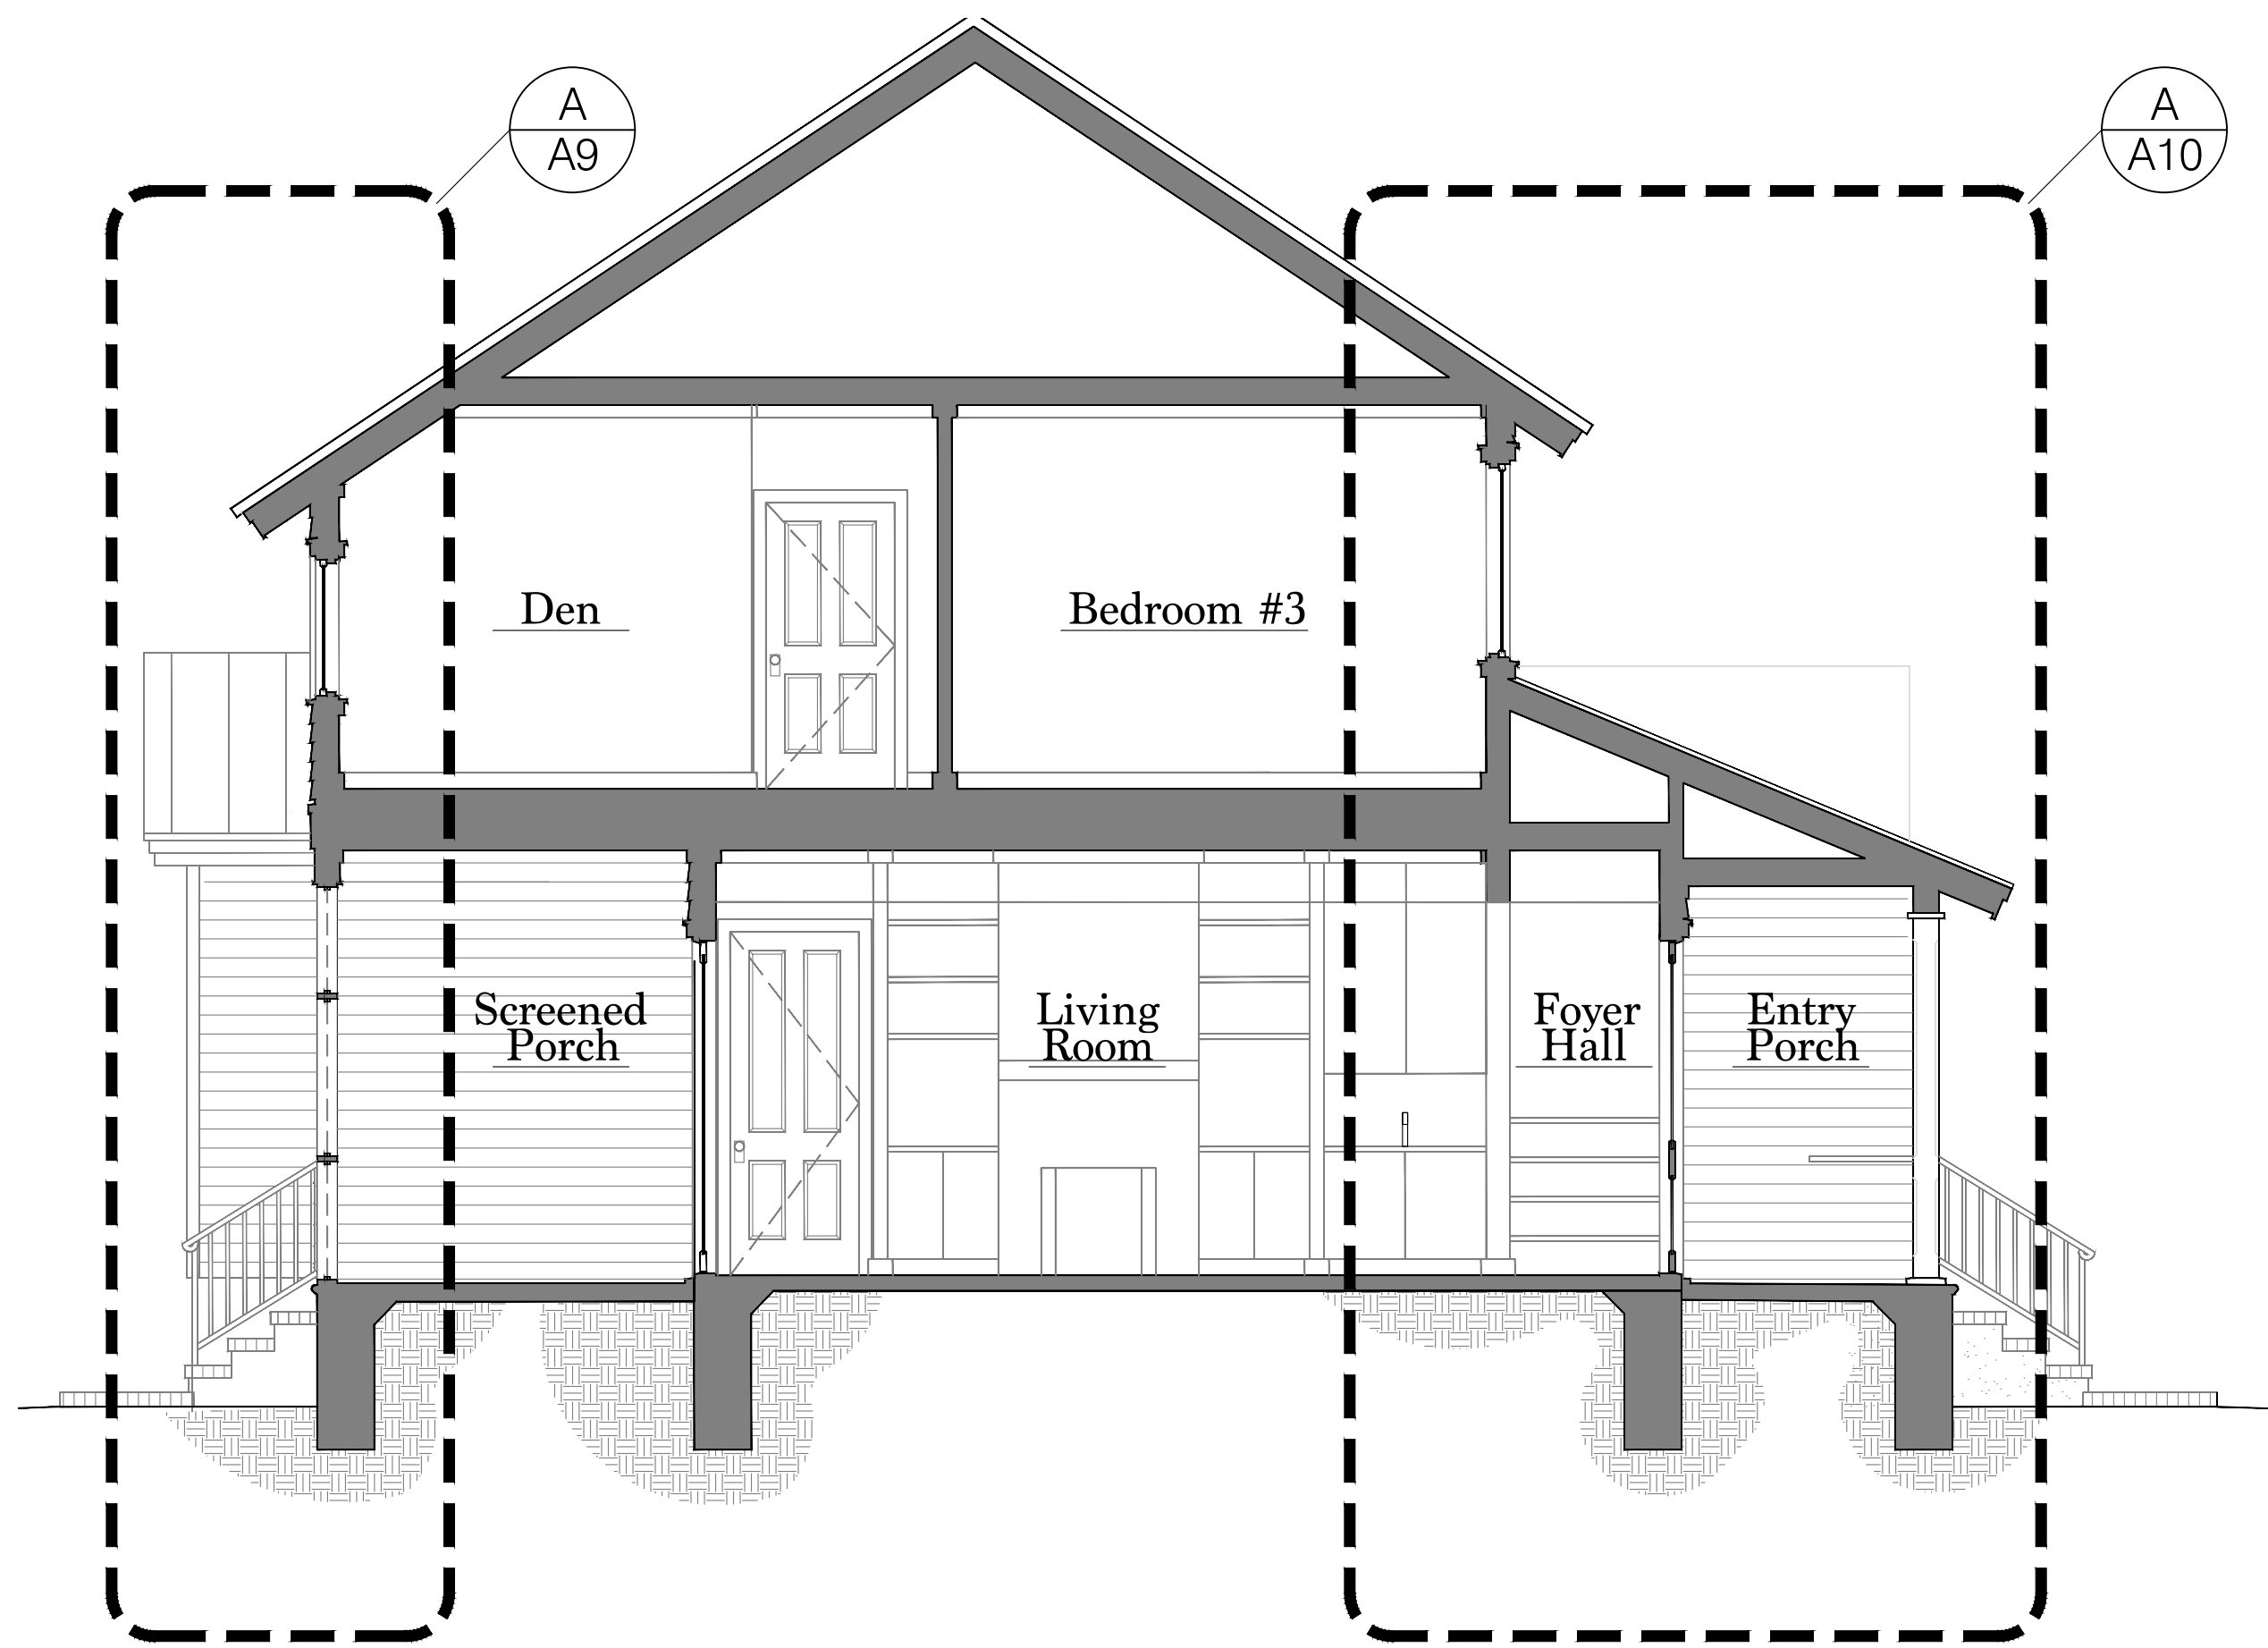 A
A9
A
A10
Den
Bedroom #3
Screened
Porch
Living
Room
Foyer
Hall
Entry
Porch